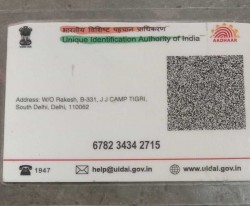 भारतीय विशिष्ट पहचान प्राधिकरण
Unique Identification Authority of India
AADHAAR
Address: W/O Rakesh, B-331, J J CAMP TIGRI,
South Delhi, Delhi, 110062
6782 3434 2715
1947
help@uidai.gov.in
www.uidai.gov.in